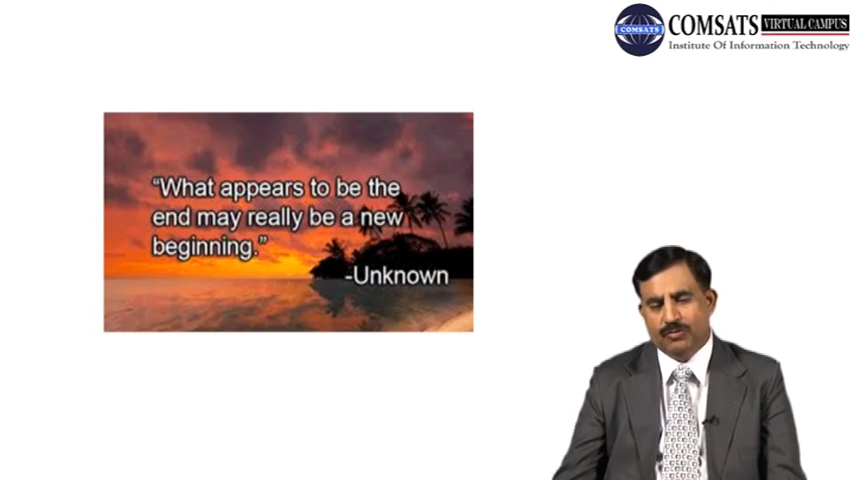 COMSATS
COMSATS VIRTUAL CAMPUS
Institute Of Information Technology
“What appears to be the
end may really be a new
beginning.”
-Unknown